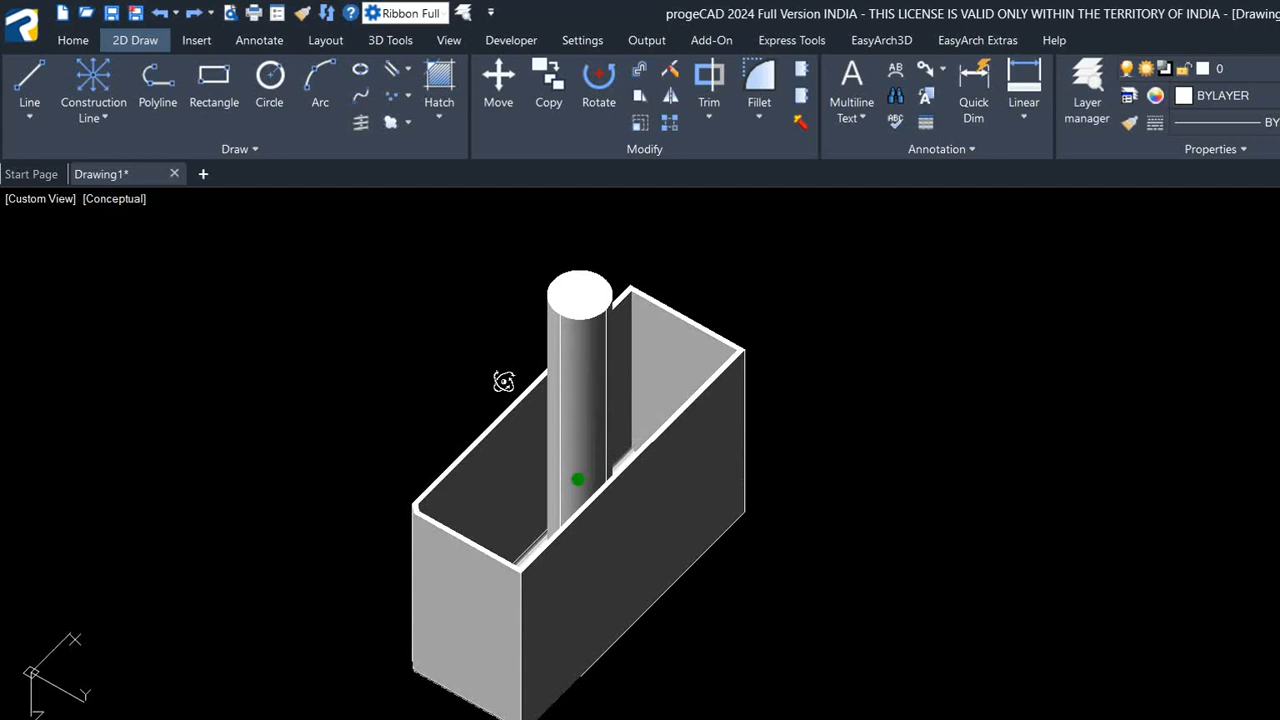 Ribbon Full
progeCAD 2024 Full Version INDIA - THIS LICENSE IS VALID ONLY WITHIN THE TERRITORY OF INDIA - [Drawing
Home 2D Draw Insert Annotate Layout 3D Tools View Developer Settings Output Add-On Express Tools EasyArch3D EasyArch Extras Help
AB
ABC
0
BYLAYER
BY
Line Construction Line Polyline Rectangle Circle Arc Hatch Move Copy Rotate Trim Fillet Multiline Text Quick Dim Linear Layer manager
Draw Modify Annotation Properties
Start Page Drawing1*
[Custom View] [Conceptual]
X
Y
Z